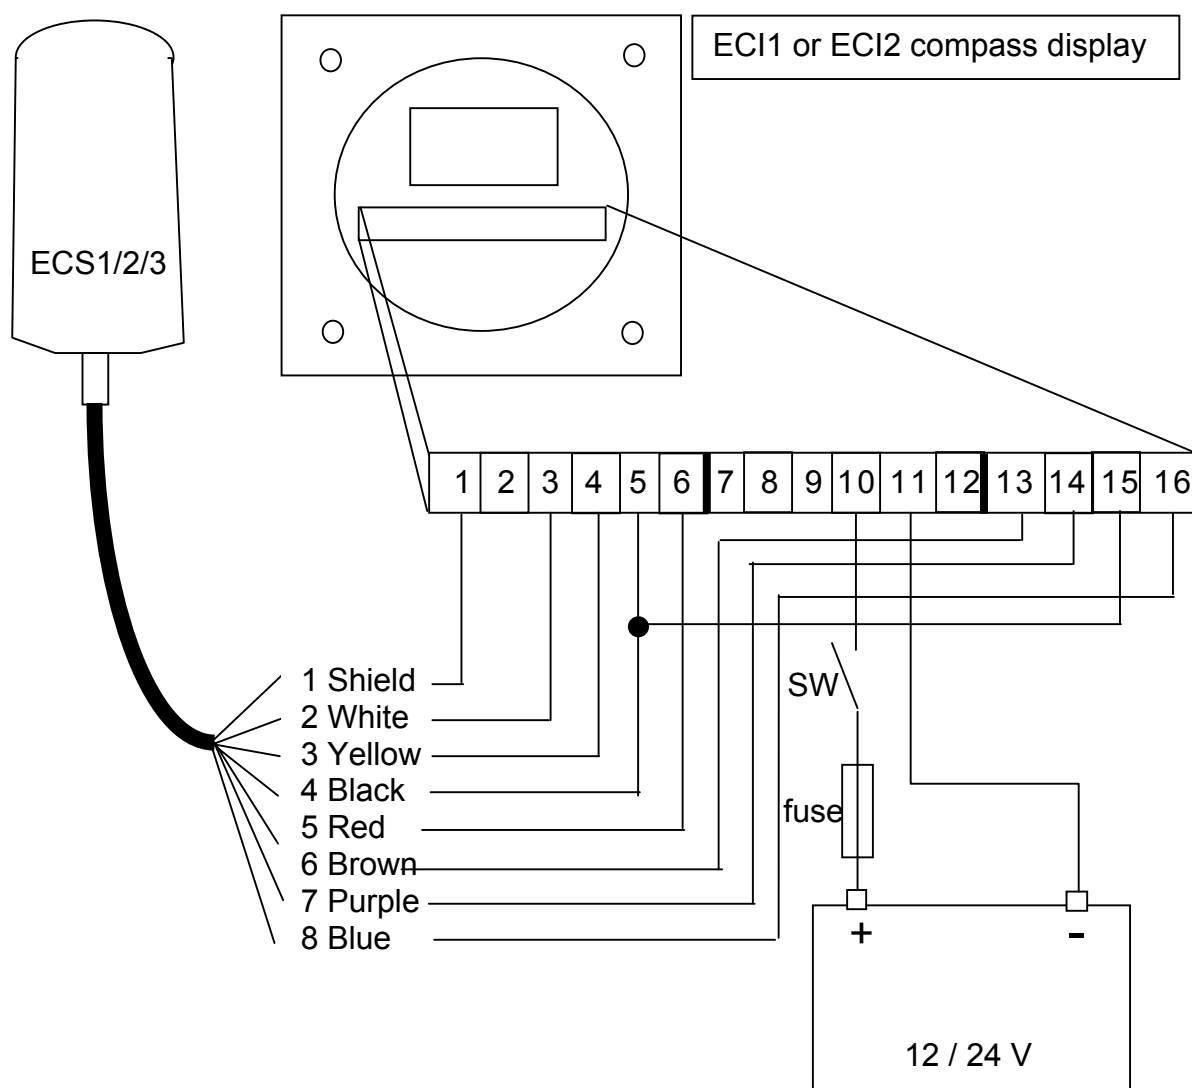 ECI1 or ECI2 compass display
ECS1/2/3
1 2 3 4 5 6 7 8 9 10 11 12 13 14 15 16
1 Shield
2 White
3 Yellow
4 Black
5 Red
6 Brown
7 Purple
8 Blue
SW
fuse
+ -
12 / 24 V